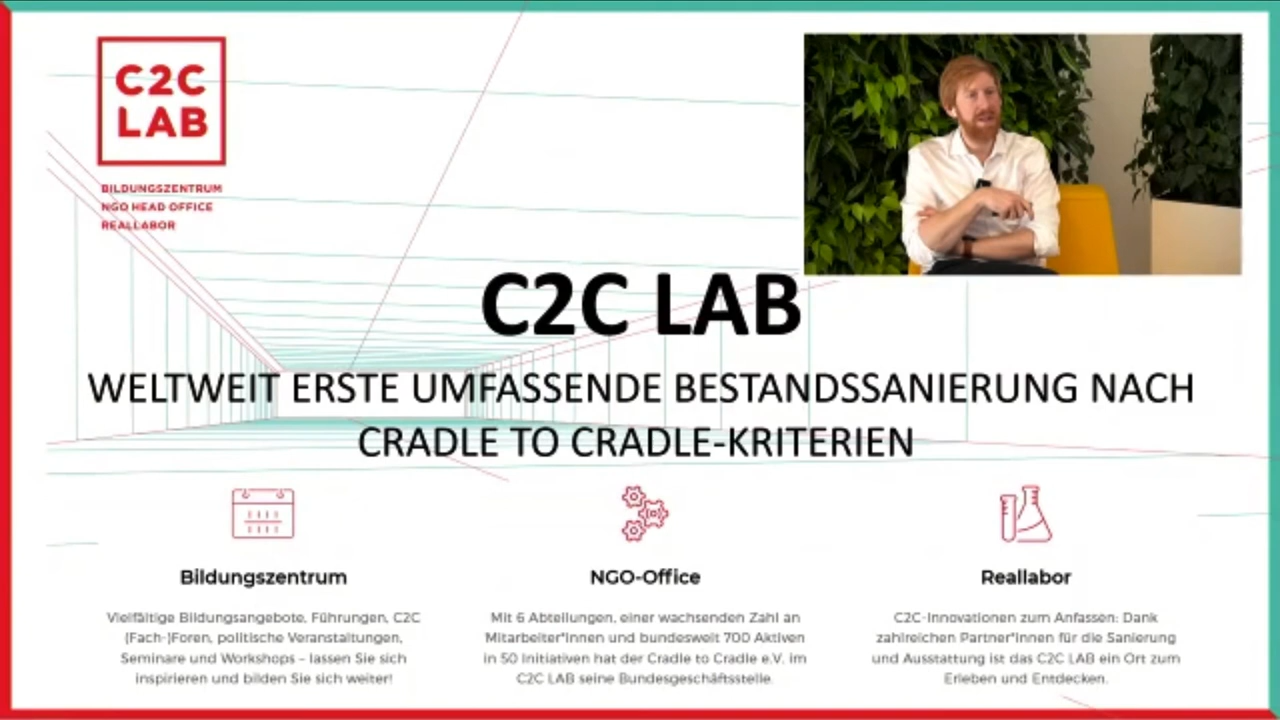 C2C
LAB
BILDUNGSZENTRUM
NGO HEAD OFFICE
REALLABOR
C2C LAB
WELTWEIT ERSTE UMFASSENDE BESTANDSSANIERUNG NACH
CRADLE TO CRADLE-KRITERIEN
Bildungszentrum
Vielfältige Bildungsangebote, Führungen, C2C
(Fach-)Foren, politische Veranstaltungen,
Seminare und Workshops – lassen Sie sich
inspirieren und bilden Sie sich weiter!
NGO-Office
Mit 6 Abteilungen, einer wachsenden Zahl an
Mitarbeiter*innen und bundesweit 700 Aktiven
in 50 Initiativen hat der Cradle to Cradle e.V. im
C2C LAB seine Bundesgeschäftsstelle.
Reallabor
C2C-Innovationen zum Anfassen: Dank
zahlreichen Partner*innen für die Sanierung
und Ausstattung ist das C2C LAB ein Ort zum
Erleben und Entdecken.